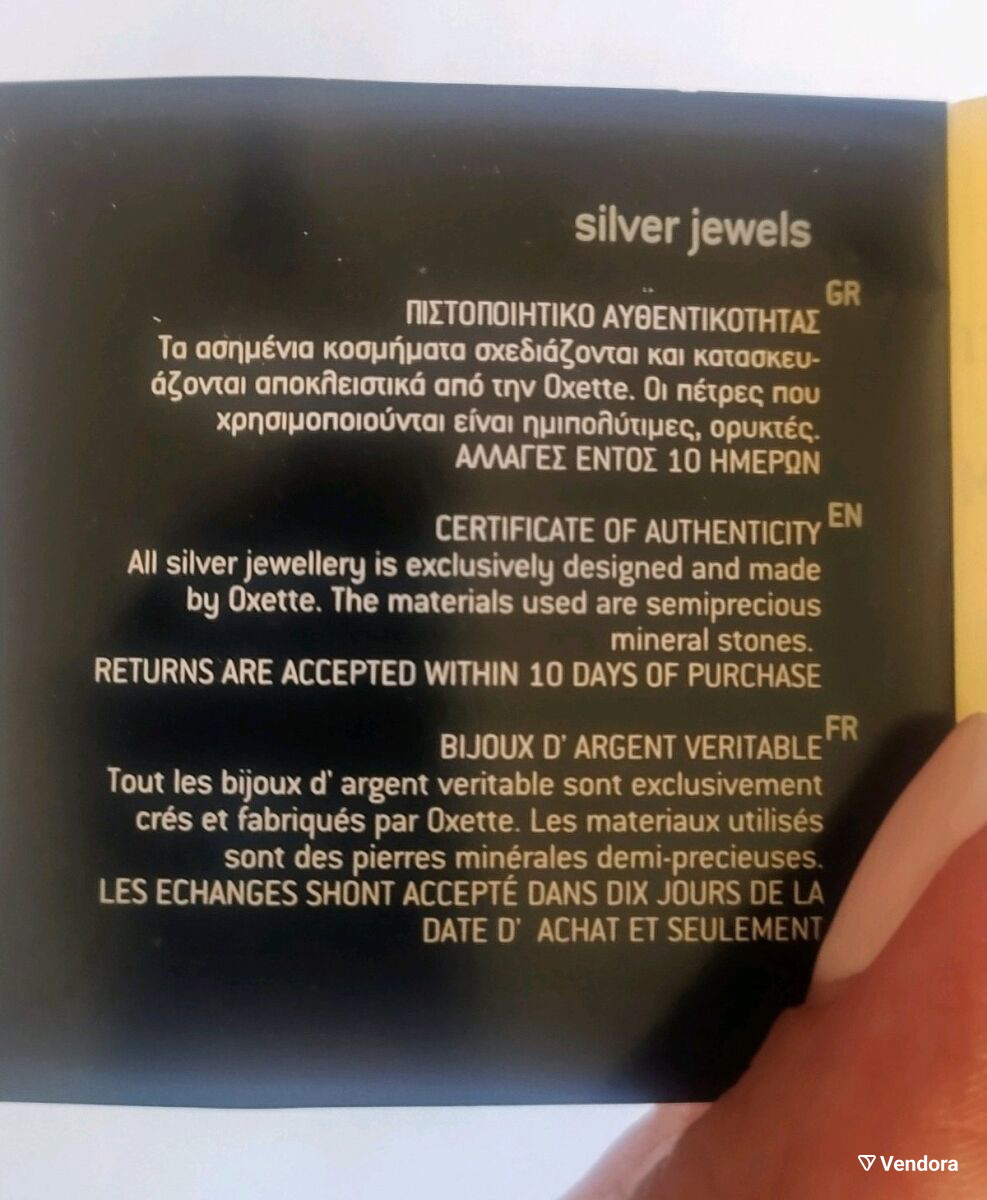 silver jewels
GR
ΠΙΣΤΟΠΟΙΗΤΙΚΟ ΑΥΘΕΝΤΙΚΟΤΗΤΑΣ
Τα ασημένια κοσμήματα σχεδιάζονται και κατασκευ-
άζονται αποκλειστικά από την Oxette. Οι πέτρες που
χρησιμοποιούνται είναι ημιπολύτιμες, ορυκτές.
ΑΛΛΑΓΕΣ ΕΝΤΟΣ 10 ΗΜΕΡΩΝ
EN
CERTIFICATE OF AUTHENTICITY
All silver jewellery is exclusively designed and made
by Oxette. The materials used are semiprecious
mineral stones.
RETURNS ARE ACCEPTED WITHIN 10 DAYS OF PURCHASE
FR
BIJOUX D' ARGENT VERITABLE
Tout les bijoux d' argent veritable sont exclusivement
crés et fabriqués par Oxette. Les materiaux utilisés
sont des pierres minérales demi-precieuses.
LES ECHANGES SHONT ACCEPTÉ DANS DIX JOURS DE LA
DATE D' ACHAT ET SEULEMENT
Vendora